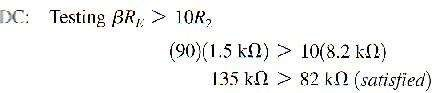 DC: Testing βR_E > 10R_2
(90)(1.5 kΩ) > 10(8.2 kΩ)
135 kΩ > 82 kΩ (satisfied)